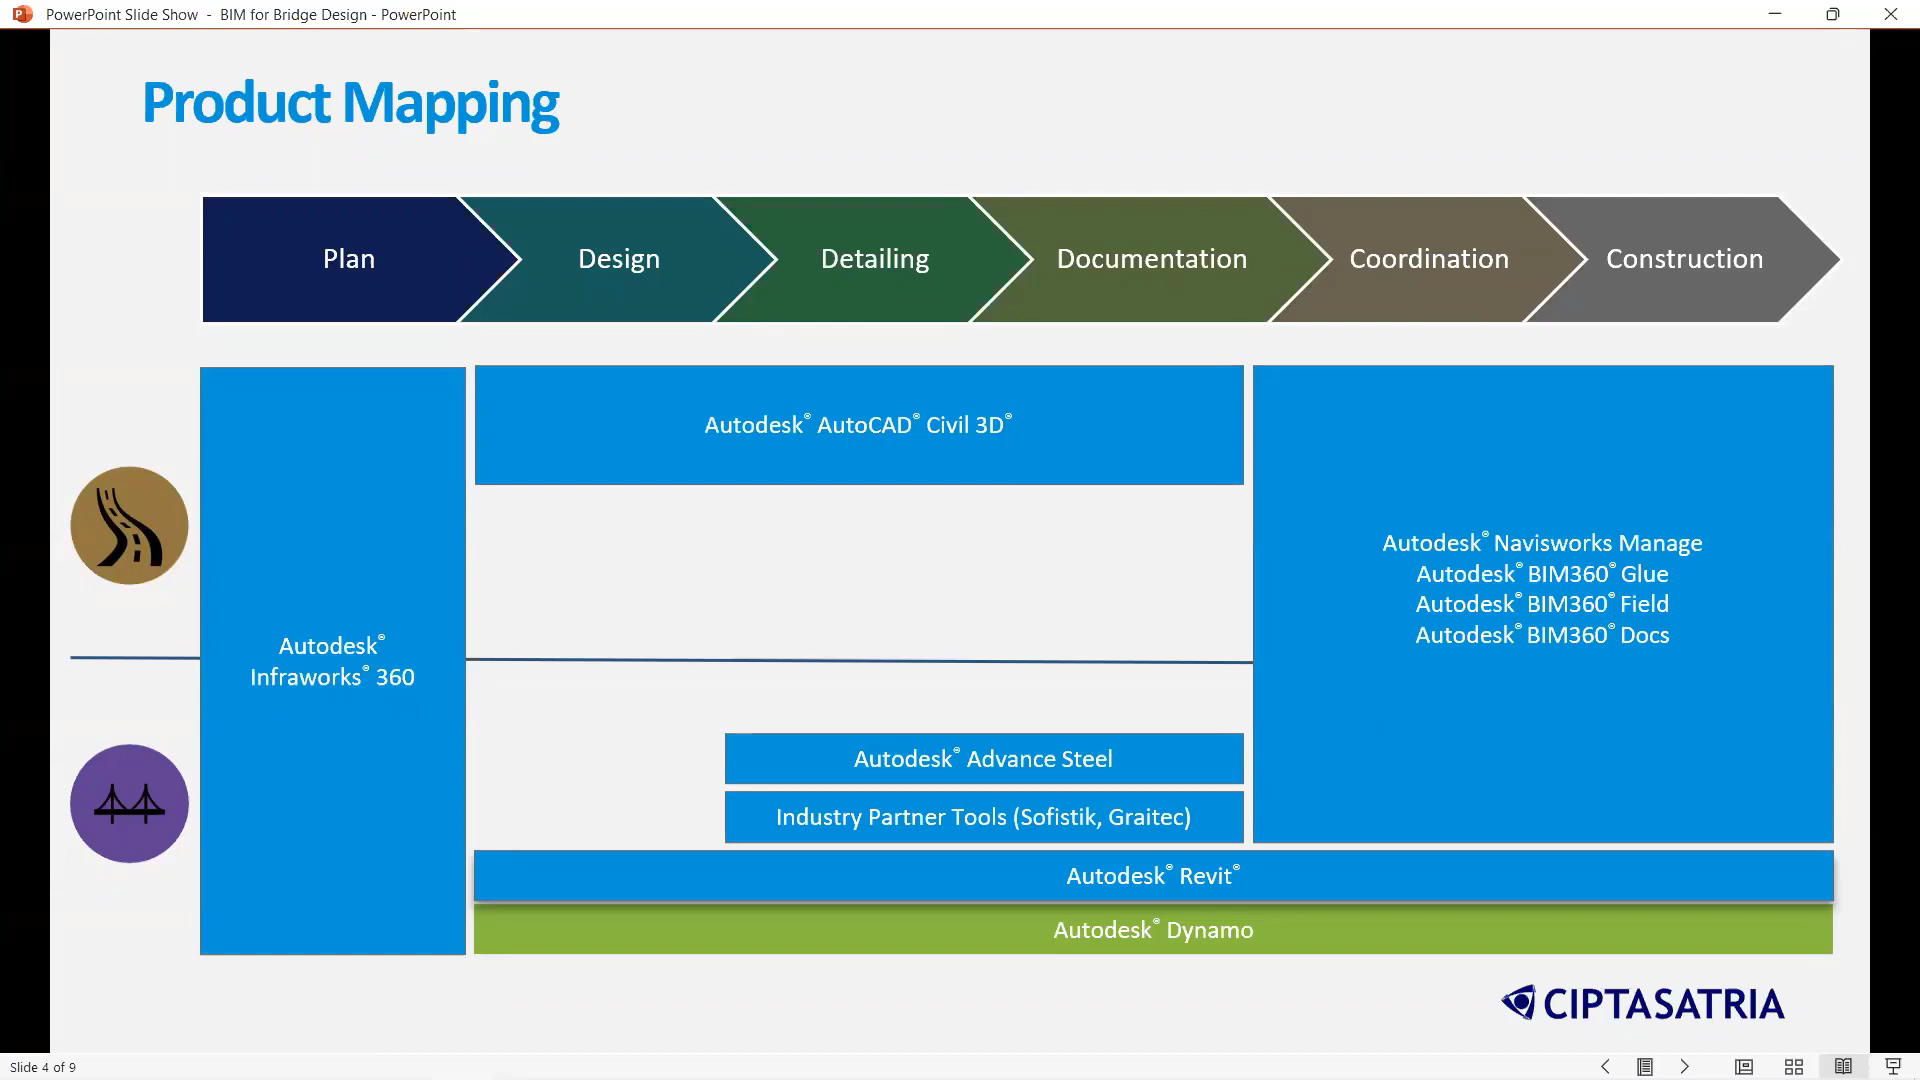 PowerPoint Slide Show - BIM for Bridge Design - PowerPoint
Product Mapping
Plan
Design
Detailing
Documentation
Coordination
Construction
Autodesk® AutoCAD® Civil 3D®
Autodesk® Navisworks Manage
Autodesk® BIM360® Glue
Autodesk® BIM360® Field
Autodesk® BIM360® Docs
Autodesk®
Infraworks® 360
Autodesk® Advance Steel
Industry Partner Tools (Sofistik, Graitec)
Autodesk® Revit®
Autodesk® Dynamo
CIPTASATRIA
Slide 4 of 9